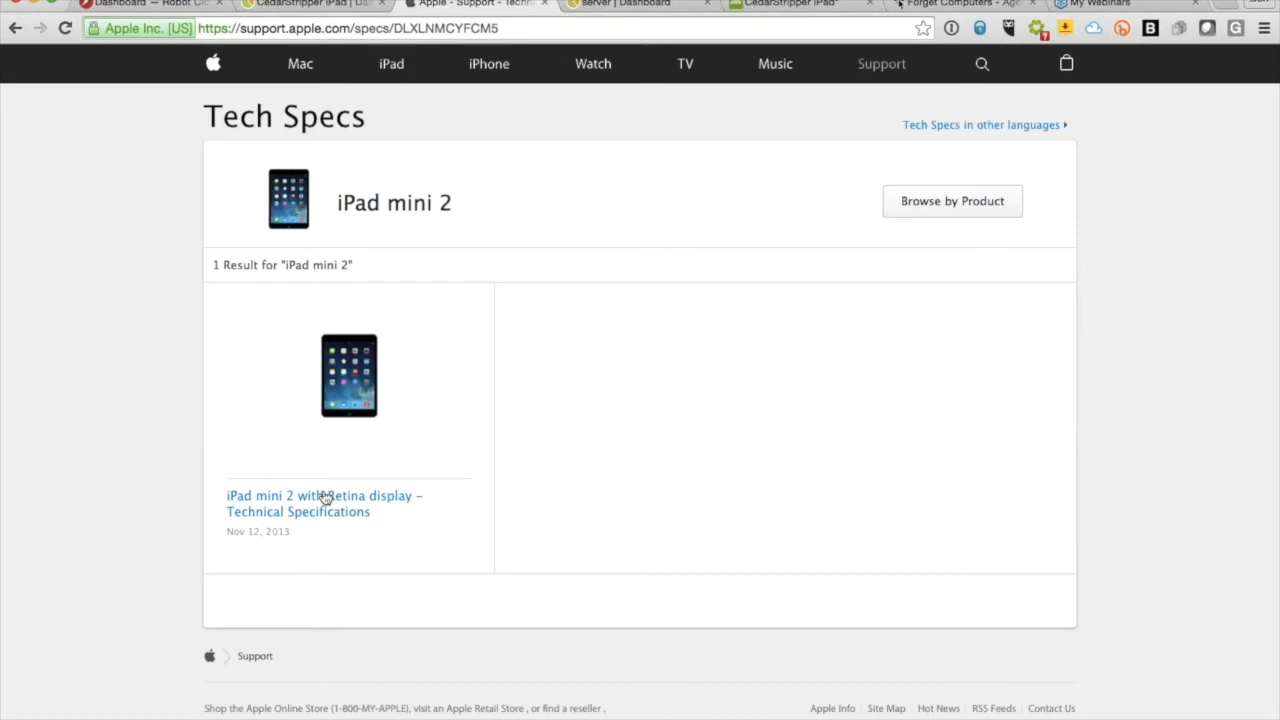 Dashboard — Robot Cl
CedarStripper iPad | Das
Apple - Support - Techni
server | Dashboard
CedarStripper iPad"
Forget Computers - Age
My Webinars
Apple Inc. [US] https://support.apple.com/specs/DLXLNMCYFCM5
Mac iPad iPhone Watch TV Music Support
Tech Specs
Tech Specs in other languages
iPad mini 2
Browse by Product
1 Result for "iPad mini 2"
iPad mini 2 with Retina display –
Technical Specifications
Nov 12, 2013
Support
Shop the Apple Online Store (1-800-MY-APPLE), visit an Apple Retail Store , or find a reseller .
Apple Info Site Map Hot News RSS Feeds Contact Us